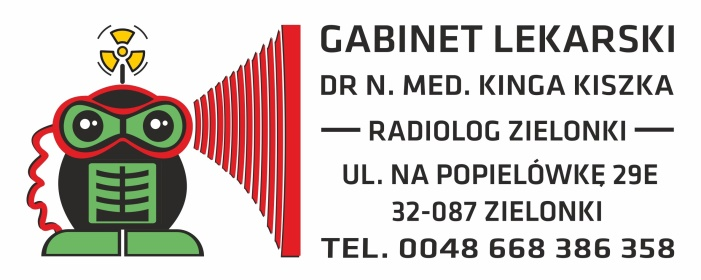 GABINET LEKARSKI
DR N. MED. KINGA KISZKA
— RADIOLOG ZIELONKI —
UL. NA POPIELÓWKĘ 29E
32-087 ZIELONKI
TEL. 0048 668 386 358